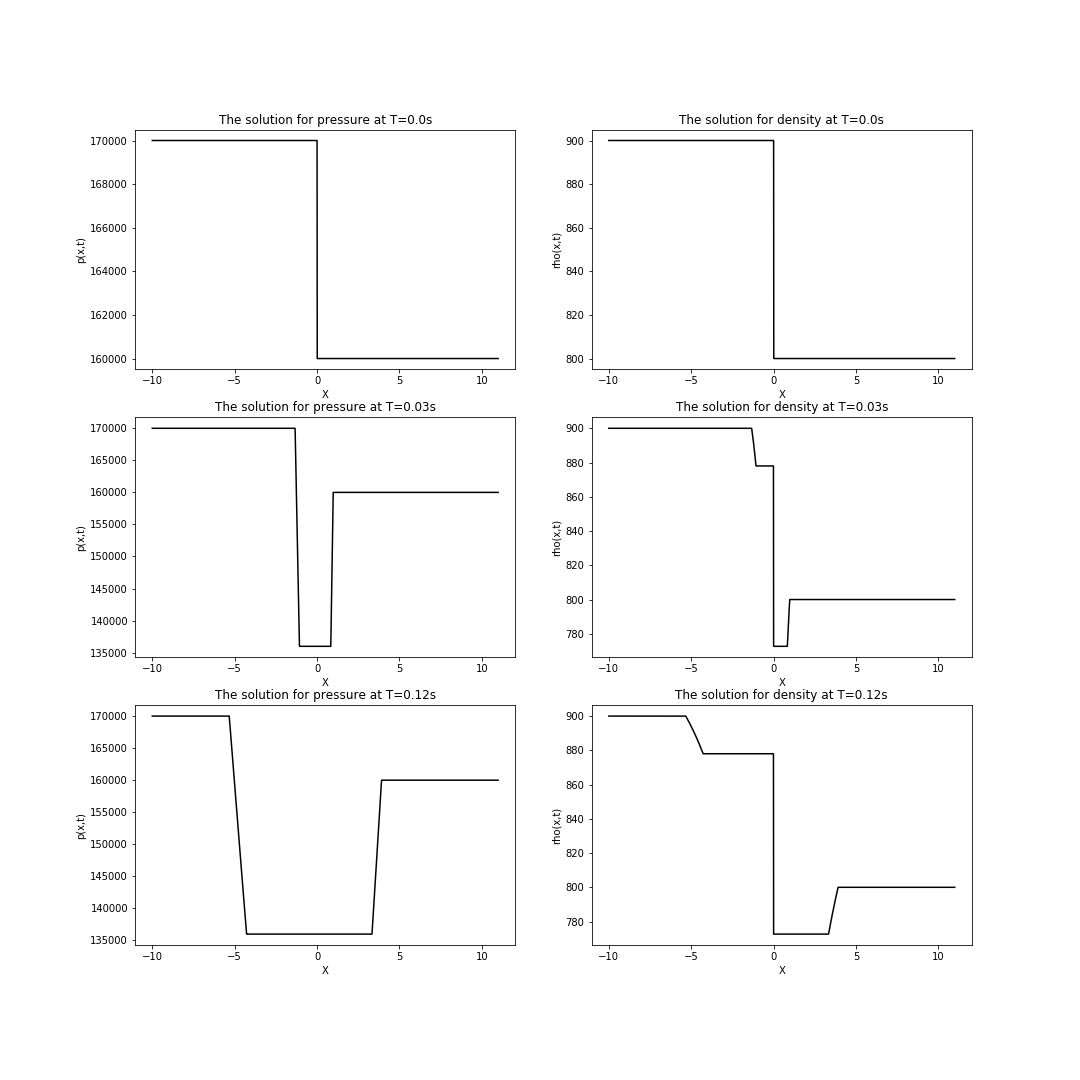 The solution for pressure at T=0.0s
170000
168000
166000
164000
162000
160000
p(x,t)
−10 −5 0 5 10
X
The solution for density at T=0.0s
900
880
860
840
820
800
rho(x,t)
−10 −5 0 5 10
X
The solution for pressure at T=0.03s
170000
165000
160000
155000
150000
145000
140000
135000
p(x,t)
−10 −5 0 5 10
X
The solution for density at T=0.03s
900
880
860
840
820
800
780
rho(x,t)
−10 −5 0 5 10
X
The solution for pressure at T=0.12s
170000
165000
160000
155000
150000
145000
140000
135000
p(x,t)
−10 −5 0 5 10
X
The solution for density at T=0.12s
900
880
860
840
820
800
780
rho(x,t)
−10 −5 0 5 10
X